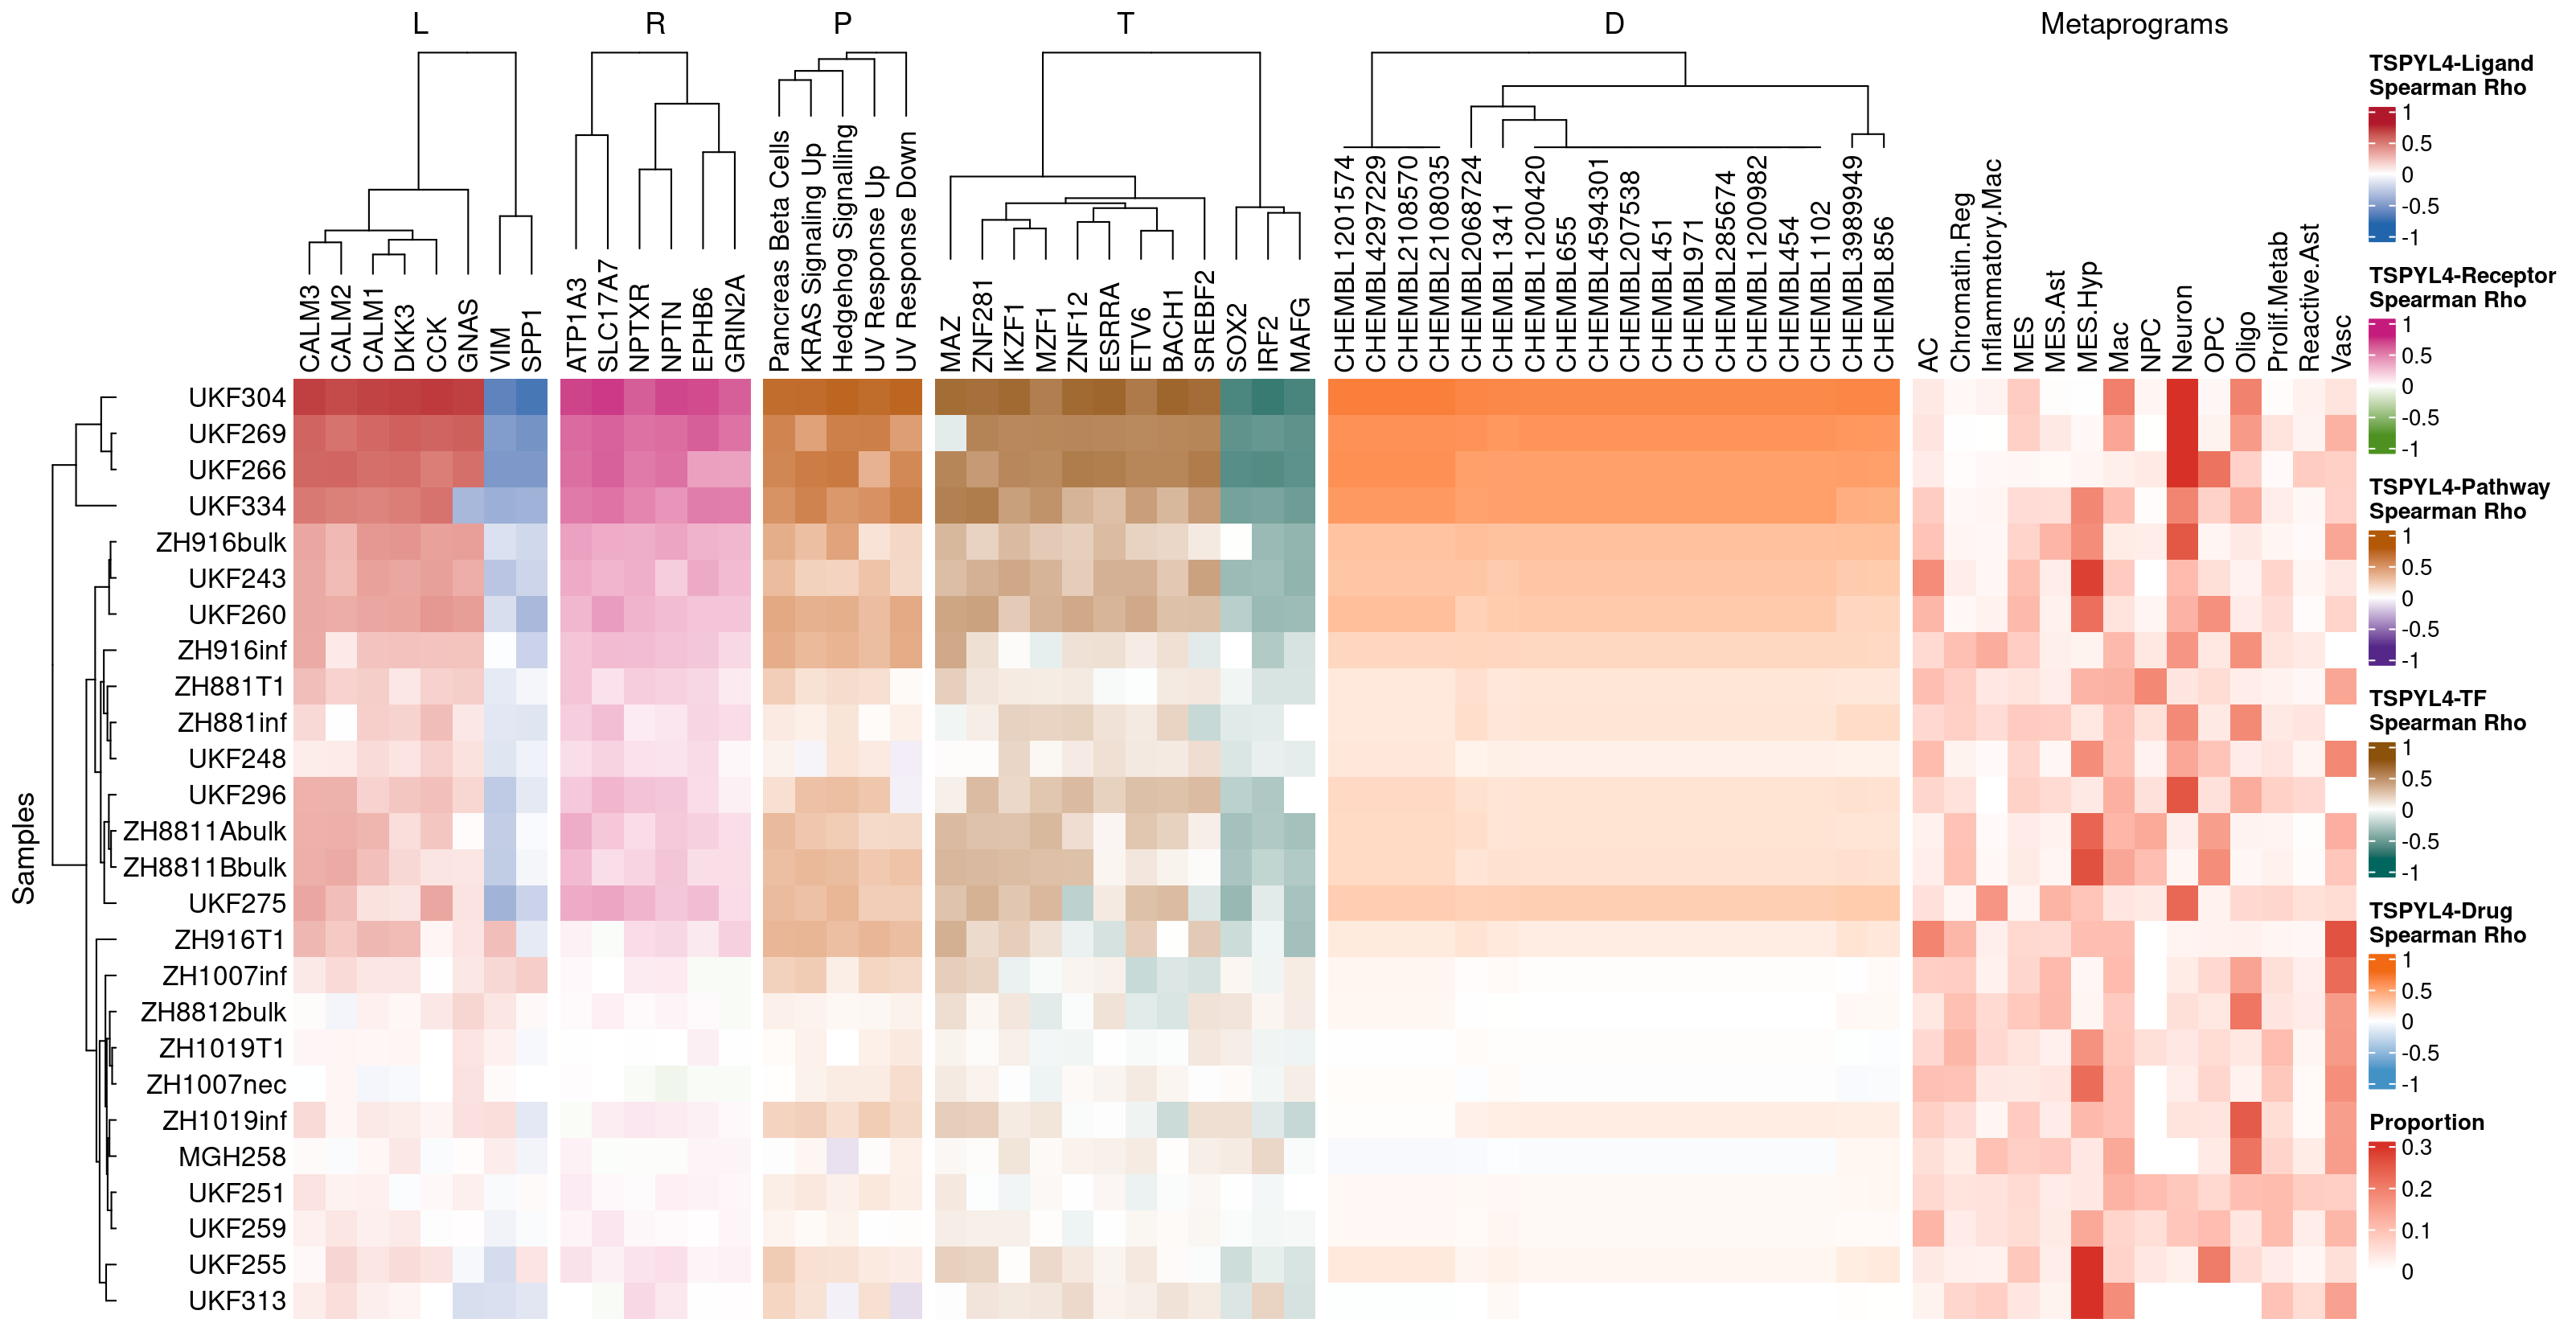 L
R
P
T
D
Metaprograms
CALM3
CALM2
CALM1
DKK3
CCK
GNAS
VIM
SPP1
ATP1A3
SLC17A7
NPTXR
NPTN
EPHB6
GRIN2A
Pancreas Beta Cells
KRAS Signaling Up
Hedgehog Signalling
UV Response Up
UV Response Down
MAZ
ZNF281
IKZF1
MZF1
ZNF12
ESRRA
ETV6
BACH1
SREBF2
SOX2
IRF2
MAFG
CHEMBL1201574
CHEMBL4297229
CHEMBL2108570
CHEMBL2108035
CHEMBL2068724
CHEMBL1341
CHEMBL1200420
CHEMBL655
CHEMBL4594301
CHEMBL207538
CHEMBL451
CHEMBL971
CHEMBL285674
CHEMBL1200982
CHEMBL454
CHEMBL1102
CHEMBL3989949
CHEMBL856
AC
Chromatin.Reg
Inflammatory.Mac
MES
MES.Ast
MES.Hyp
Mac
NPC
Neuron
OPC
Oligo
Prolif.Metab
Reactive.Ast
Vasc
Samples
UKF304
UKF269
UKF266
UKF334
ZH916bulk
UKF243
UKF260
ZH916inf
ZH881T1
ZH881inf
UKF248
UKF296
ZH8811Abulk
ZH8811Bbulk
UKF275
ZH916T1
ZH1007inf
ZH8812bulk
ZH1019T1
ZH1007nec
ZH1019inf
MGH258
UKF251
UKF259
UKF255
UKF313
TSPYL4-Ligand
Spearman Rho
1
0.5
0
-0.5
-1
TSPYL4-Receptor
Spearman Rho
1
0.5
0
-0.5
-1
TSPYL4-Pathway
Spearman Rho
1
0.5
0
-0.5
-1
TSPYL4-TF
Spearman Rho
1
0.5
0
-0.5
-1
TSPYL4-Drug
Spearman Rho
1
0.5
0
-0.5
-1
Proportion
0.3
0.2
0.1
0